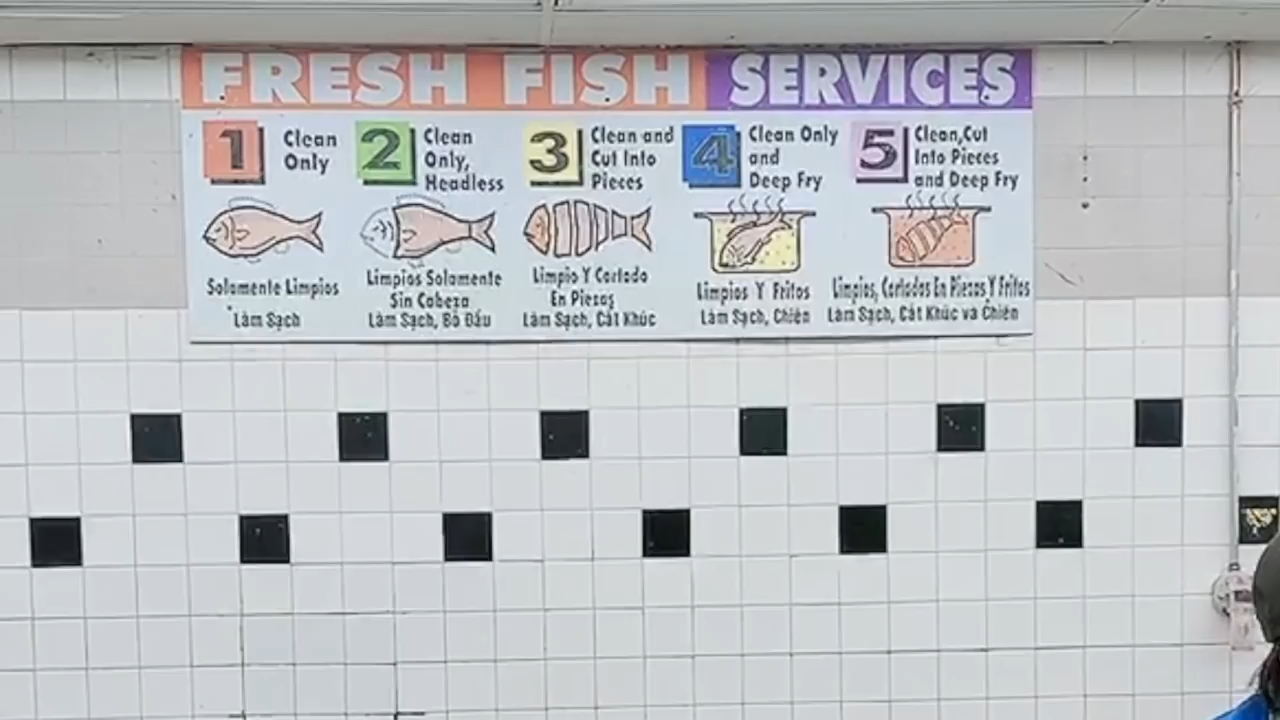 FRESH FISH SERVICES
1 Clean
Only
Solamente Limpios
Làm Sạch
2 Clean
Only,
Headless
Limpios Solamente
Sin Cabeza
Làm Sạch, Bỏ Đầu
3 Clean and
Cut Into
Pieces
Limpio Y Cortado
En Piezas
Làm Sạch, Cắt Khúc
4 Clean Only
and
Deep Fry
Limpios Y Fritos
Làm Sạch, Chiên
5 Clean,Cut
Into Pieces
and Deep Fry
Limpios, Cortados En Piezas Y Fritos
Làm Sạch, Cắt Khúc và Chiên